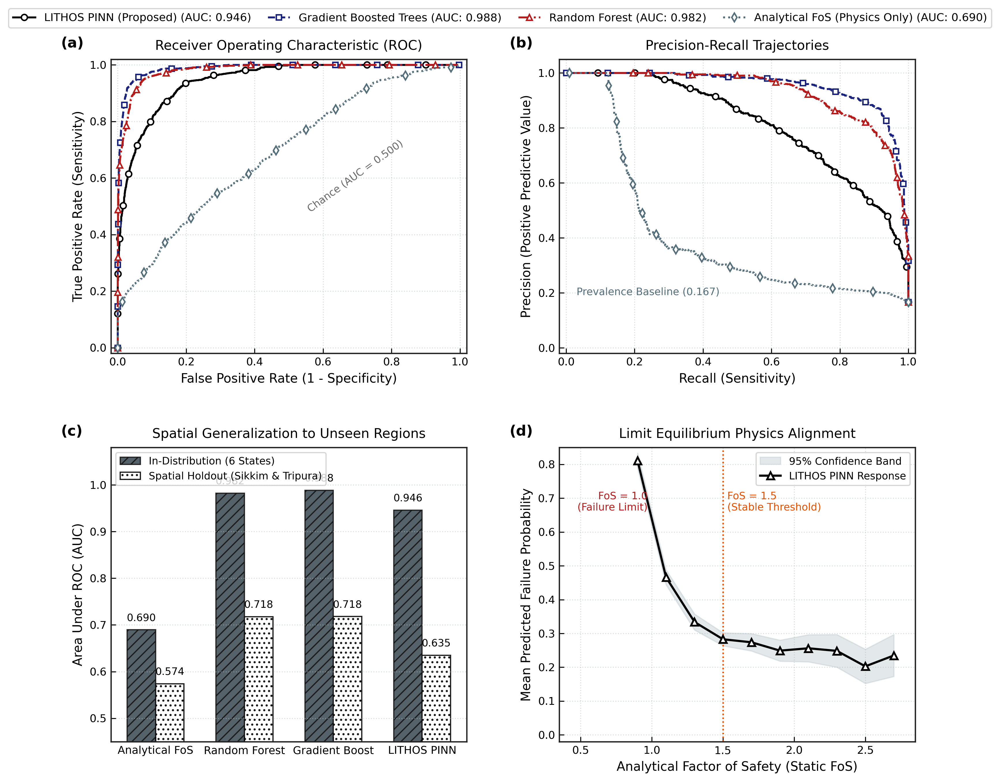 LITHOS PINN (Proposed) (AUC: 0.946)
Gradient Boosted Trees (AUC: 0.988)
Random Forest (AUC: 0.982)
Analytical FoS (Physics Only) (AUC: 0.690)
(a)
Receiver Operating Characteristic (ROC)
True Positive Rate (Sensitivity)
1.0
0.8
0.6
0.4
0.2
0.0
Chance (AUC = 0.500)
0.0 0.2 0.4 0.6 0.8 1.0
False Positive Rate (1 - Specificity)
(b)
Precision-Recall Trajectories
Precision (Positive Predictive Value)
1.0
0.8
0.6
0.4
0.2
0.0
Prevalence Baseline (0.167)
0.0 0.2 0.4 0.6 0.8 1.0
Recall (Sensitivity)
(c)
Spatial Generalization to Unseen Regions
In-Distribution (6 States)
Spatial Holdout (Sikkim & Tripura)
Area Under ROC (AUC)
1.0
0.9
0.8
0.7
0.6
0.5
0.690
0.574
0.982
0.718
0.988
0.718
0.946
0.635
Analytical FoS Random Forest Gradient Boost LITHOS PINN
(d)
Limit Equilibrium Physics Alignment
95% Confidence Band
LITHOS PINN Response
Mean Predicted Failure Probability
0.8
0.7
0.6
0.5
0.4
0.3
0.2
0.1
0.0
FoS = 1.0
(Failure Limit)
FoS = 1.5
(Stable Threshold)
0.5 1.0 1.5 2.0 2.5
Analytical Factor of Safety (Static FoS)